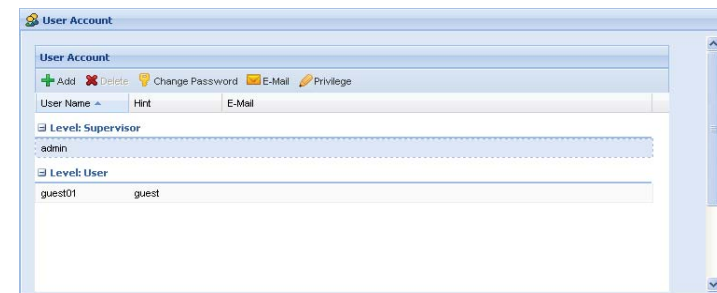 User Account
User Account
Add Delete Change Password E-Mail Privilege
User Name Hint E-Mail
Level: Supervisor
admin
Level: User
guest01 guest